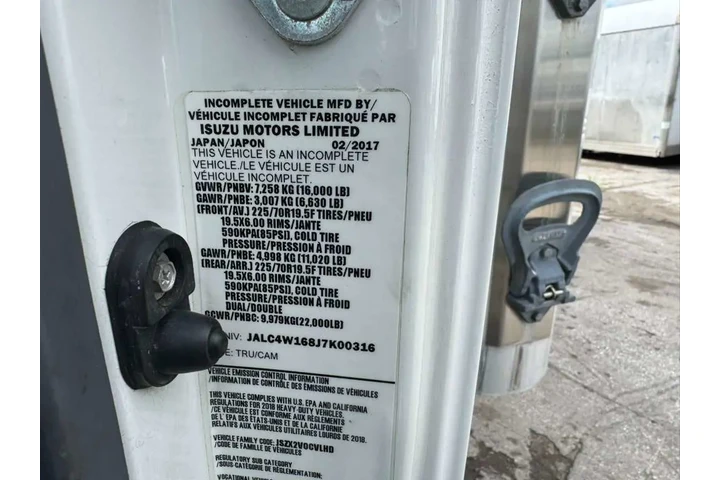 INCOMPLETE VEHICLE MFD BY/
VÉHICULE INCOMPLET FABRIQUÉ PAR
ISUZU MOTORS LIMITED
JAPAN/JAPON 02/2017
THIS VEHICLE IS AN INCOMPLETE
VEHICLE./LE VÉHICULE EST UN
VÉHICULE INCOMPLET.
GVWR/PNBV: 7,258 KG (16,000 LB)
GAWR/PNBE: 3,007 KG (6,630 LB)
(FRONT/AV.) 225/70R19.5F TIRES/PNEU
19.5X6.00 RIMS/JANTE
590KPA(85PSI), COLD TIRE
PRESSURE/PRESSION À FROID
GAWR/PNBE: 4,998 KG (11,020 LB)
(REAR/ARR.) 225/70R19.5F TIRES/PNEU
19.5X6.00 RIMS/JANTE
590KPA(85PSI), COLD TIRE
PRESSURE/PRESSION À FROID
DUAL/DOUBLE
GCWR/PNBC: 9,979KG(22,000LB)
NIV: JALC4W168J7K00316
TYPE: TRU/CAM
VEHICLE EMISSION CONTROL INFORMATION
/INFORMATION DE CONTRÔLE DES ÉMISSIONS DE VÉHICULES
THIS VEHICLE COMPLIES WITH U.S. EPA AND CALIFORNIA
REGULATIONS FOR 2018 HEAVY-DUTY VEHICLES.
/CE VÉHICULE EST CONFORME AUX RÈGLEMENTS
DE L' EPA DES ÉTATS-UNIS ET DE LA CALIFORNIE
RELATIFS AUX VÉHICULES UTILITAIRES LOURDS DE 2018.
VEHICLE FAMILY CODE: JSZX2VOCVLHD
/CODE DE FAMILLE DE VÉHICULES:
REGULATORY SUB CATEGORY
/SOUS-CATÉGORIE DE RÉGLEMENTATION:
VOCATIONAL VEHICLE